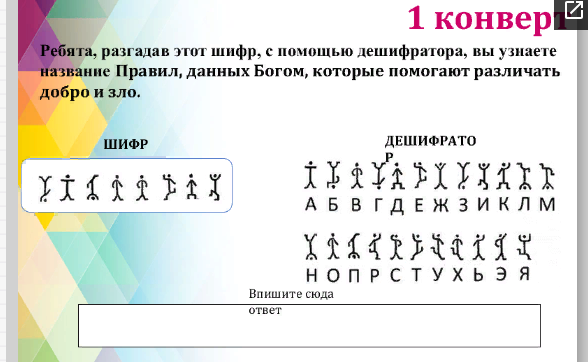 1 конверт
Ребята, разгадав этот шифр, с помощью дешифратора, вы узнаете
название Правил, данных Богом, которые помогают различать
добро и зло.
ШИФР
ДЕШИФРАТО
Р
А Б В Г Д Е Ж З И К Л М
Н О П Р С Т У Х Ь Э Я
Впишите сюда
ответ